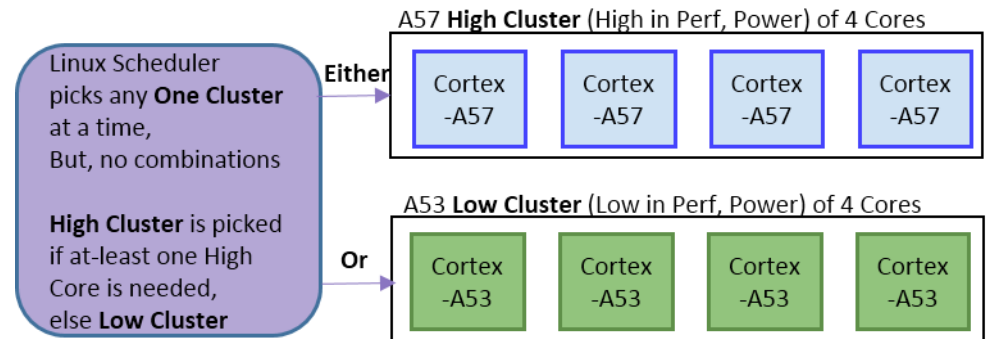 Linux Scheduler
picks any One Cluster
at a time,
But, no combinations
High Cluster is picked
if at-least one High
Core is needed,
else Low Cluster
Either
Or
A57 High Cluster (High in Perf, Power) of 4 Cores
Cortex
-A57
Cortex
-A57
Cortex
-A57
Cortex
-A57
A53 Low Cluster (Low in Perf, Power) of 4 Cores
Cortex
-A53
Cortex
-A53
Cortex
-A53
Cortex
-A53